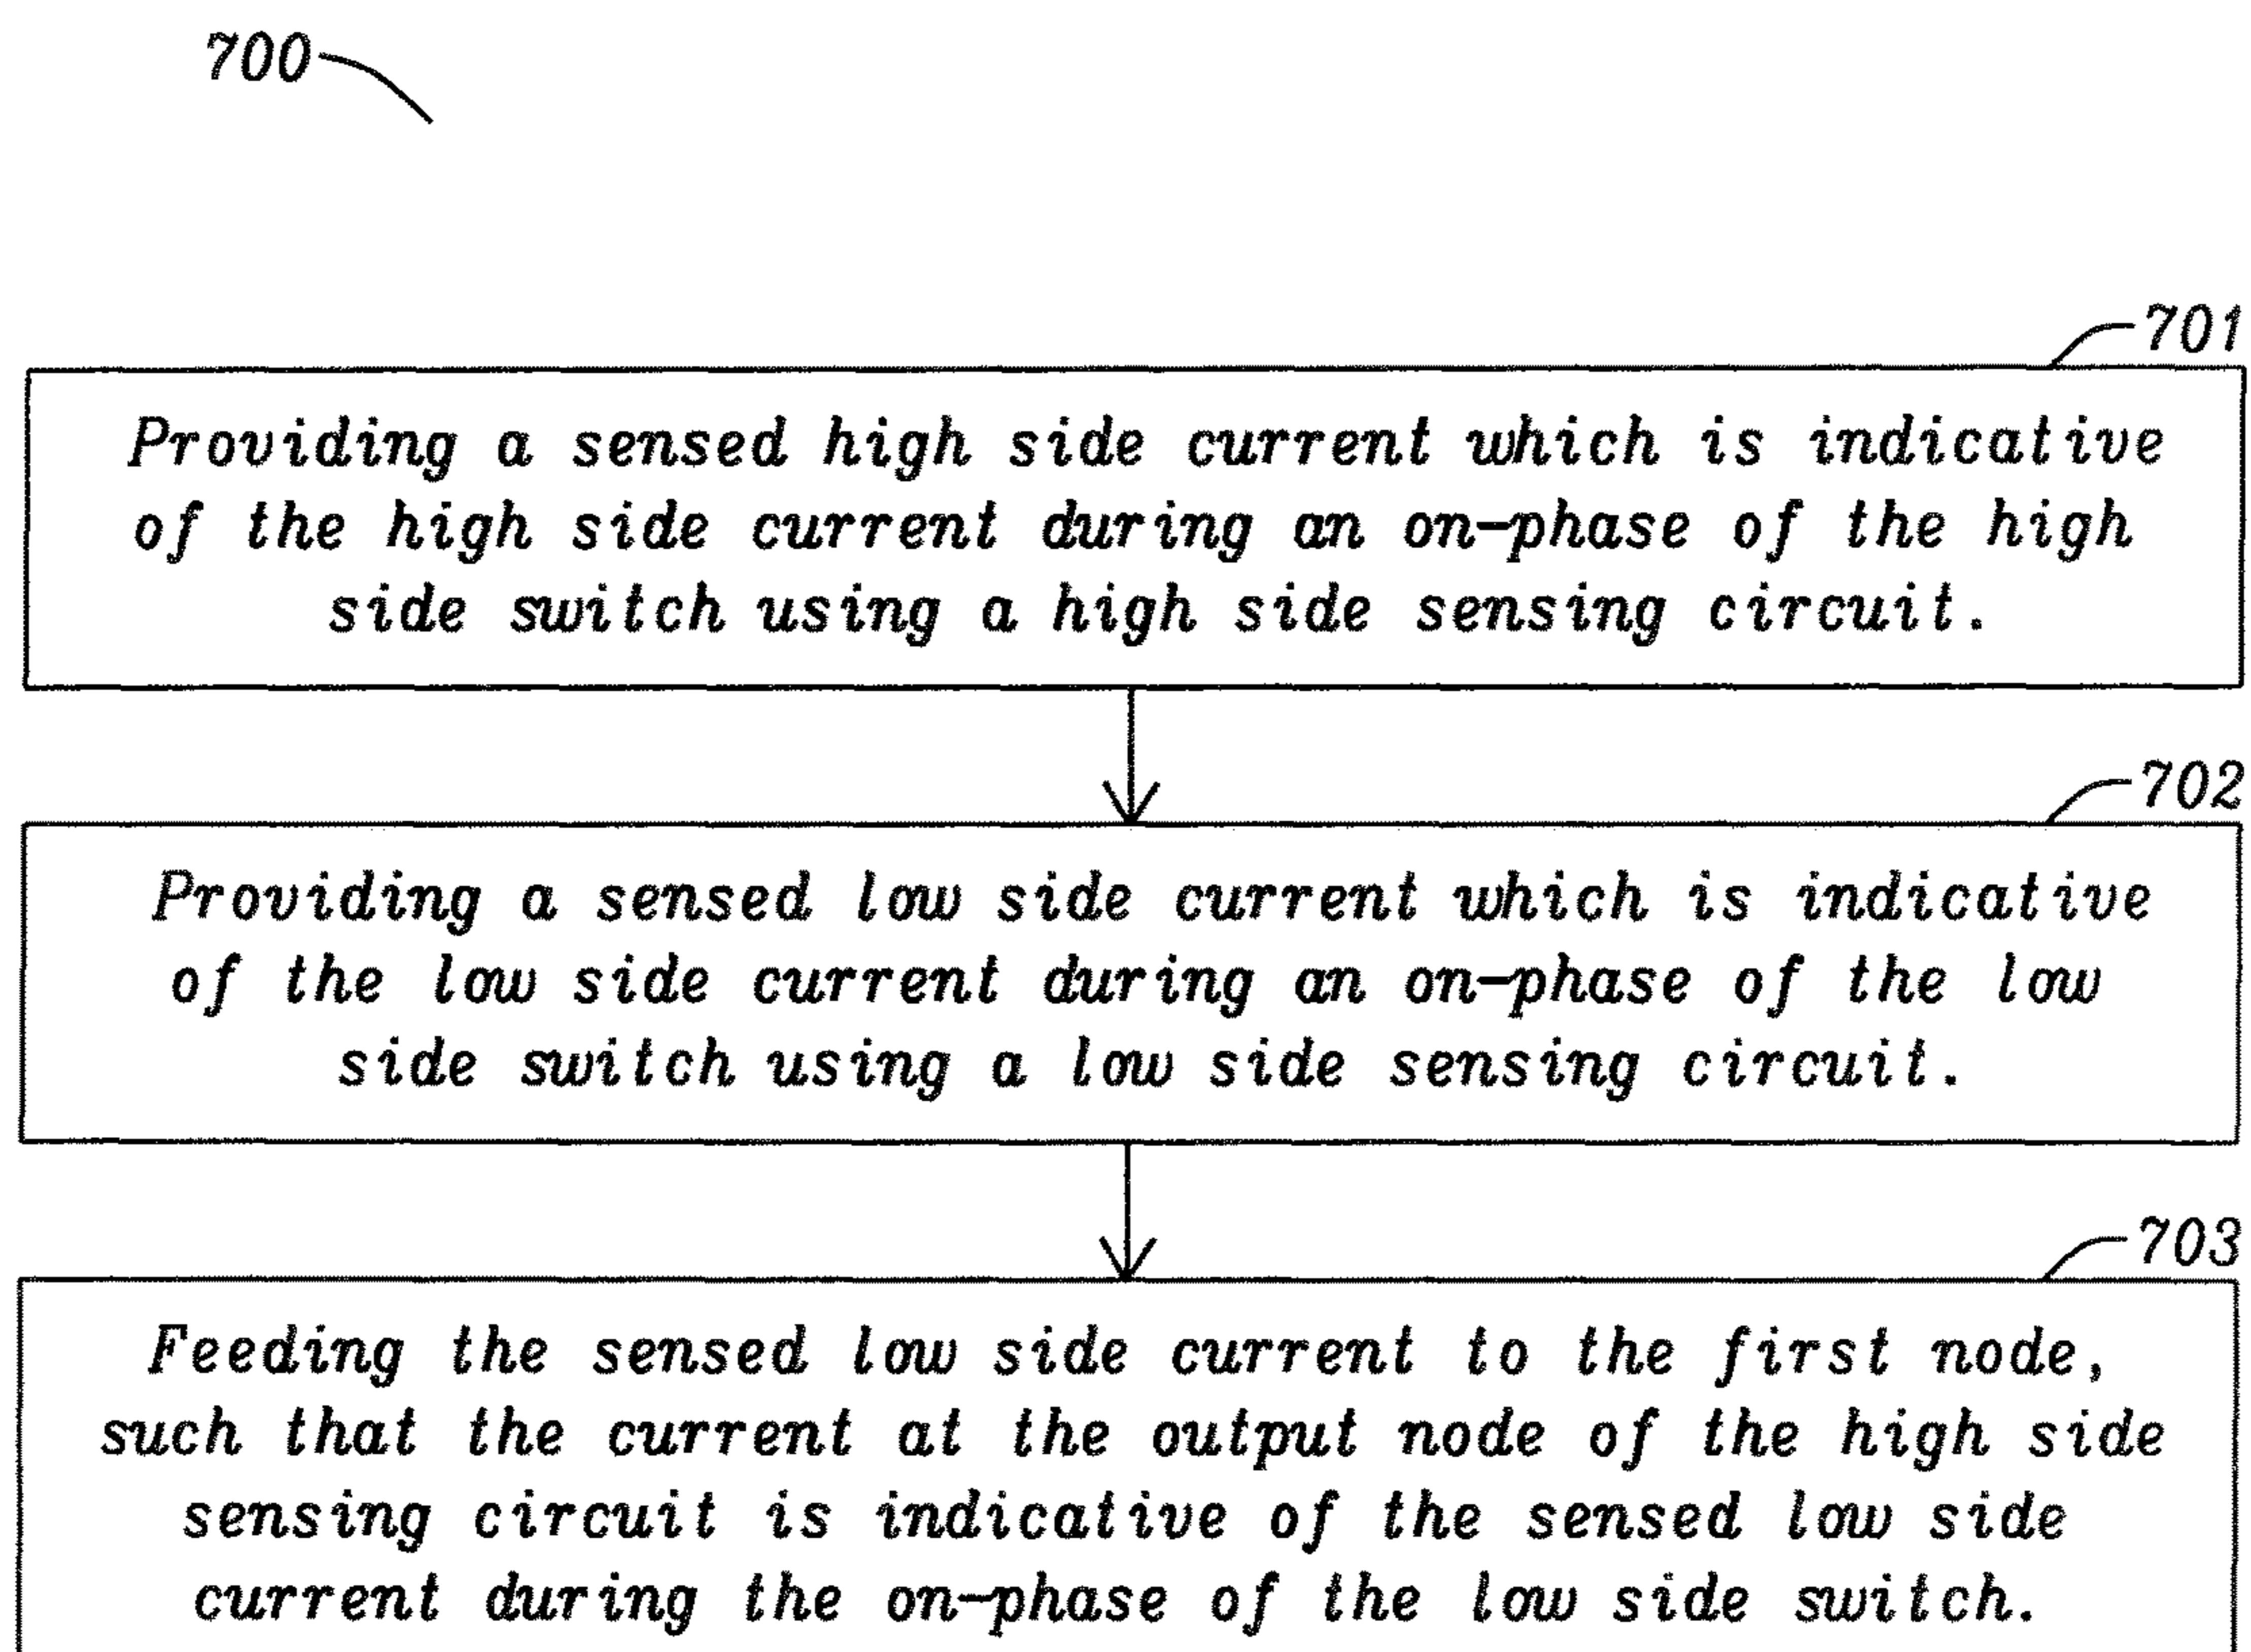 700
701
Providing a sensed high side current which is indicative
of the high side current during an on-phase of the high
side switch using a high side sensing circuit.
702
Providing a sensed low side current which is indicative
of the low side current during an on-phase of the low
side switch using a low side sensing circuit.
703
Feeding the sensed low side current to the first node,
such that the current at the output node of the high side
sensing circuit is indicative of the sensed low side
current during the on-phase of the low side switch.